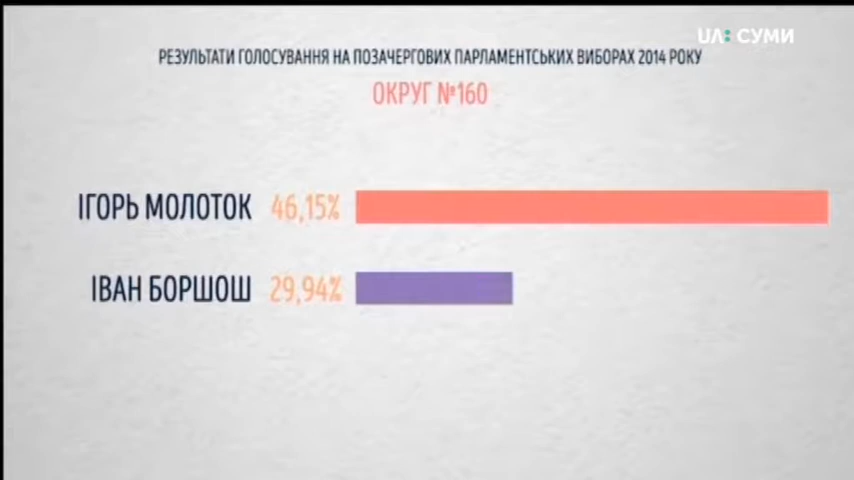 UA: СУМИ
РЕЗУЛЬТАТИ ГОЛОСУВАННЯ НА ПОЗАЧЕРГОВИХ ПАРЛАМЕНТСЬКИХ ВИБОРАХ 2014 РОКУ
ОКРУГ №160
ІГОРЬ МОЛОТОК 46,15%
ІВАН БОРШОШ 29,94%